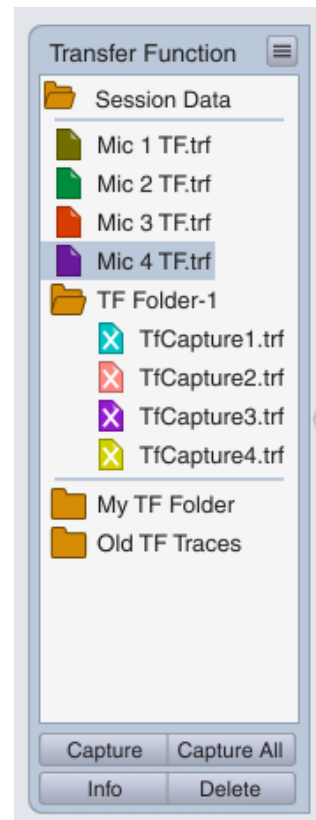 Transfer Function
Session Data
Mic 1 TF.trf
Mic 2 TF.trf
Mic 3 TF.trf
Mic 4 TF.trf
TF Folder-1
TfCapture1.trf
TfCapture2.trf
TfCapture3.trf
TfCapture4.trf
My TF Folder
Old TF Traces
Capture Capture All
Info Delete